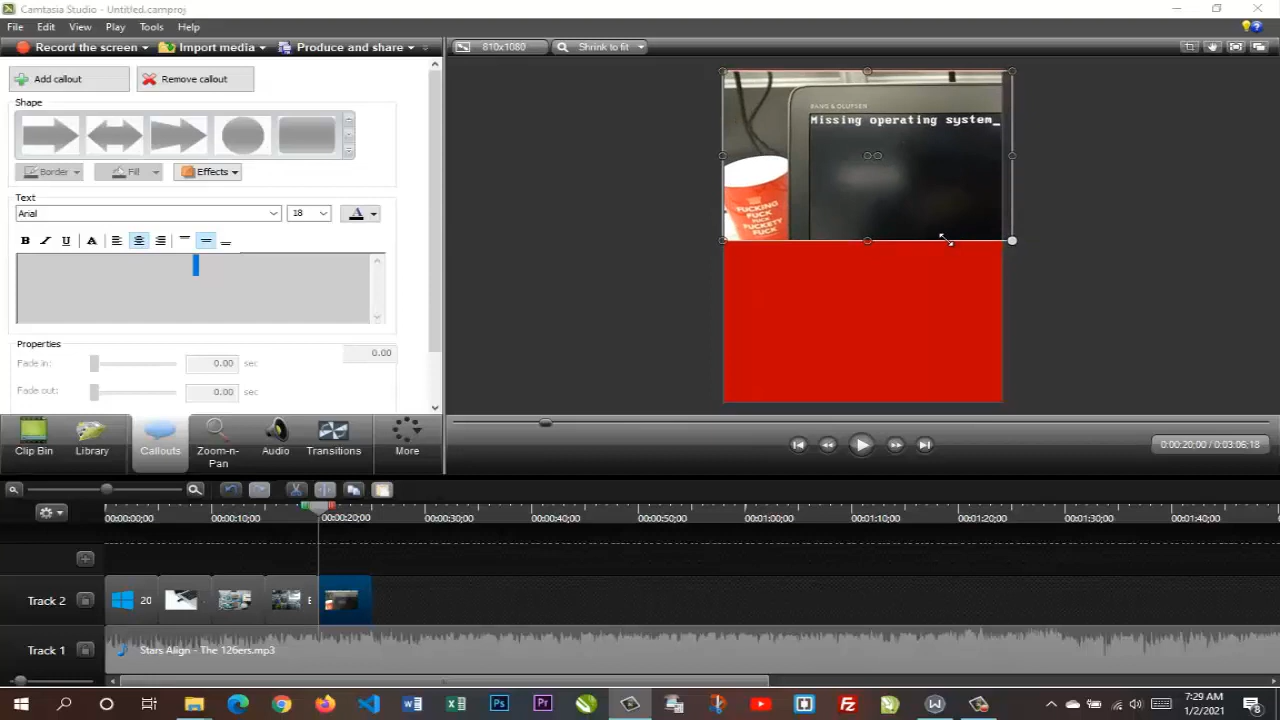 Camtasia Studio - Untitled.camproj
File Edit View Play Tools Help
Record the screen Import media Produce and share
810x1080 Shrink to fit
Add callout Remove callout
Shape
Border Fill Effects
Text
Arial 18
A
B I U A
Properties
0.00
Fade in: 0.00 sec
Fade out: 0.00 sec
BANG & OLUFSEN
Missing operating system_
FUCKING
FUCK
FUCK
FUCKETY
FUCK
Clip Bin Library Callouts Zoom-n-
Pan Audio Transitions More
0:00:20;00 / 0:03:06;18
00:00:00;00 00:00:10;00 00:00:20;00 00:00:30;00 00:00:40;00 00:00:50;00 00:01:00;00 00:01:10;00 00:01:20;00 00:01:30;00 00:01:40;00
Track 2 20 E
Track 1 Stars Align - The 126ers.mp3
7:29 AM
1/2/2021
8